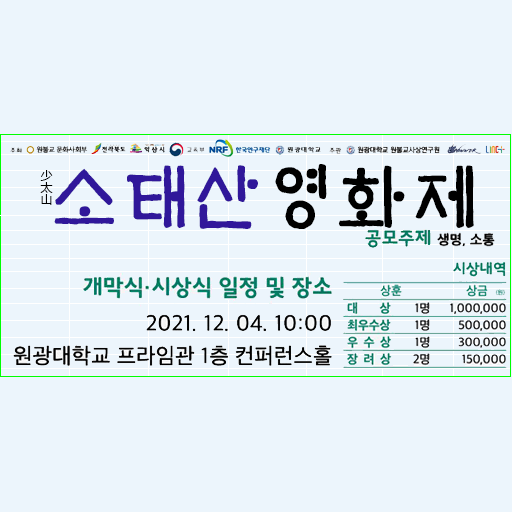 주최 원불교 문화사회부 전라북도 익산시 교육부 NRF 한국연구재단 원광대학교 주관 원광대학교 원불교사상연구원 LINC+
少太山
소태산 영화제
공모주제 생명, 소통
개막식·시상식 일정 및 장소
2021. 12. 04. 10:00
원광대학교 프라임관 1층 컨퍼런스홀
시상내역
상훈 상금 (원)
대 상 1명 1,000,000
최우수상 1명 500,000
우 수 상 1명 300,000
장 려 상 2명 150,000